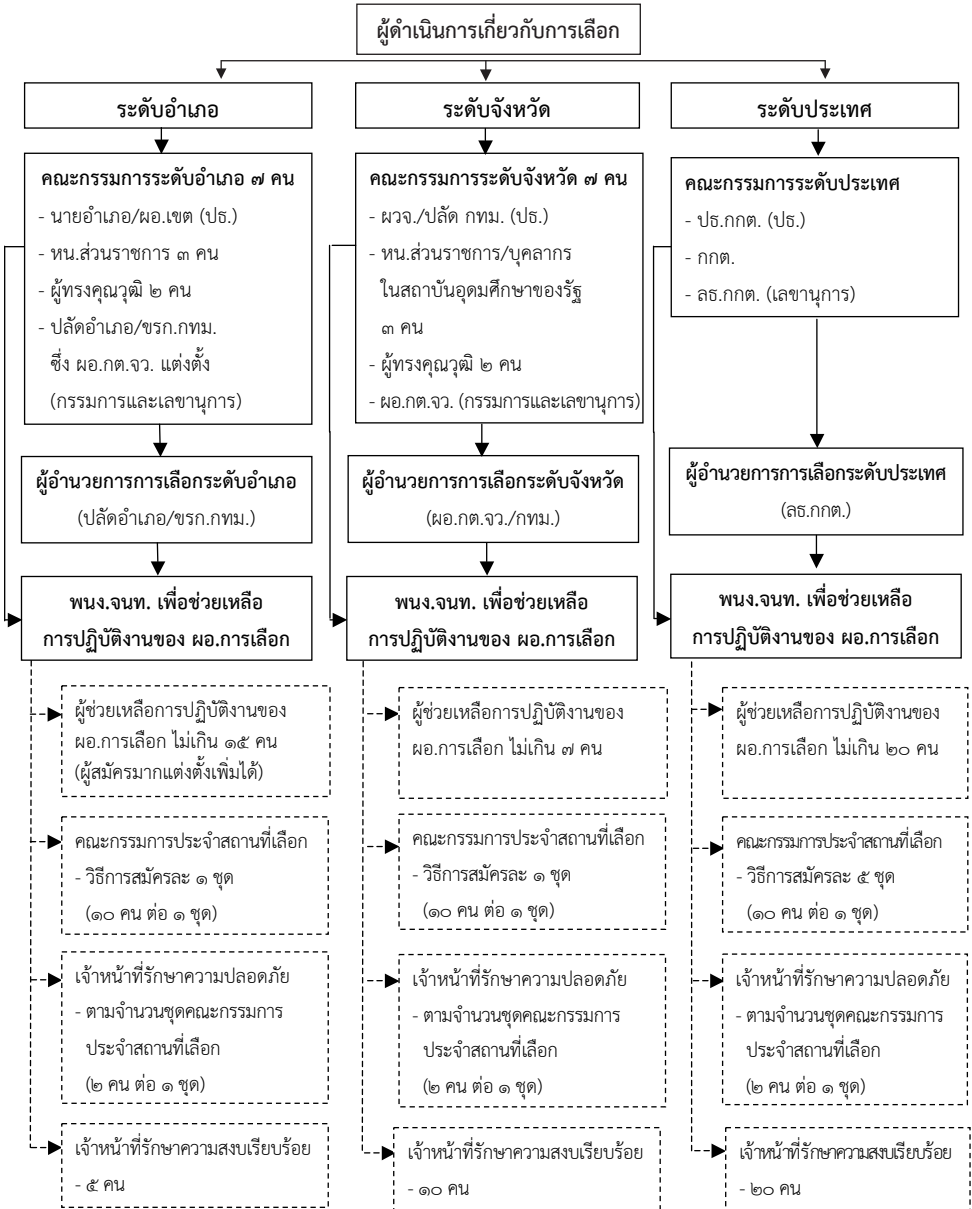 ผู้ดำเนินการเกี่ยวกับการเลือก
ระดับอำเภอ
คณะกรรมการระดับอำเภอ ๗ คน
- นายอำเภอ/ผอ.เขต (ปธ.)
- หน.ส่วนราชการ ๓ คน
- ผู้ทรงคุณวุฒิ ๒ คน
- ปลัดอำเภอ/ขรก.กทม.
ซึ่ง ผอ.กต.จว. แต่งตั้ง
(กรรมการและเลขานุการ)
ผู้อำนวยการการเลือกระดับอำเภอ
(ปลัดอำเภอ/ขรก.กทม.)
พนง.จนท. เพื่อช่วยเหลือ
การปฏิบัติงานของ ผอ.การเลือก
ผู้ช่วยเหลือการปฏิบัติงานของ
ผอ.การเลือก ไม่เกิน ๑๕ คน
(ผู้สมัครมากแต่งตั้งเพิ่มได้)
คณะกรรมการประจำสถานที่เลือก
- วิธีการสมัครละ ๑ ชุด
(๑๐ คน ต่อ ๑ ชุด)
เจ้าหน้าที่รักษาความปลอดภัย
- ตามจำนวนชุดคณะกรรมการ
ประจำสถานที่เลือก
(๒ คน ต่อ ๑ ชุด)
เจ้าหน้าที่รักษาความสงบเรียบร้อย
- ๕ คน
ระดับจังหวัด
คณะกรรมการระดับจังหวัด ๗ คน
- ผวจ./ปลัด กทม. (ปธ.)
- หน.ส่วนราชการ/บุคลากร
ในสถาบันอุดมศึกษาของรัฐ
๓ คน
- ผู้ทรงคุณวุฒิ ๒ คน
- ผอ.กต.จว. (กรรมการและเลขานุการ)
ผู้อำนวยการการเลือกระดับจังหวัด
(ผอ.กต.จว./กทม.)
พนง.จนท. เพื่อช่วยเหลือ
การปฏิบัติงานของ ผอ.การเลือก
ผู้ช่วยเหลือการปฏิบัติงานของ
ผอ.การเลือก ไม่เกิน ๗ คน
คณะกรรมการประจำสถานที่เลือก
- วิธีการสมัครละ ๑ ชุด
(๑๐ คน ต่อ ๑ ชุด)
เจ้าหน้าที่รักษาความปลอดภัย
- ตามจำนวนชุดคณะกรรมการ
ประจำสถานที่เลือก
(๒ คน ต่อ ๑ ชุด)
เจ้าหน้าที่รักษาความสงบเรียบร้อย
- ๑๐ คน
ระดับประเทศ
คณะกรรมการระดับประเทศ
- ปธ.กกต. (ปธ.)
- กกต.
- ลธ.กกต. (เลขานุการ)
ผู้อำนวยการการเลือกระดับประเทศ
(ลธ.กกต.)
พนง.จนท. เพื่อช่วยเหลือ
การปฏิบัติงานของ ผอ.การเลือก
ผู้ช่วยเหลือการปฏิบัติงานของ
ผอ.การเลือก ไม่เกิน ๒๐ คน
คณะกรรมการประจำสถานที่เลือก
- วิธีการสมัครละ ๕ ชุด
(๑๐ คน ต่อ ๑ ชุด)
เจ้าหน้าที่รักษาความปลอดภัย
- ตามจำนวนชุดคณะกรรมการ
ประจำสถานที่เลือก
(๒ คน ต่อ ๑ ชุด)
เจ้าหน้าที่รักษาความสงบเรียบร้อย
- ๒๐ คน